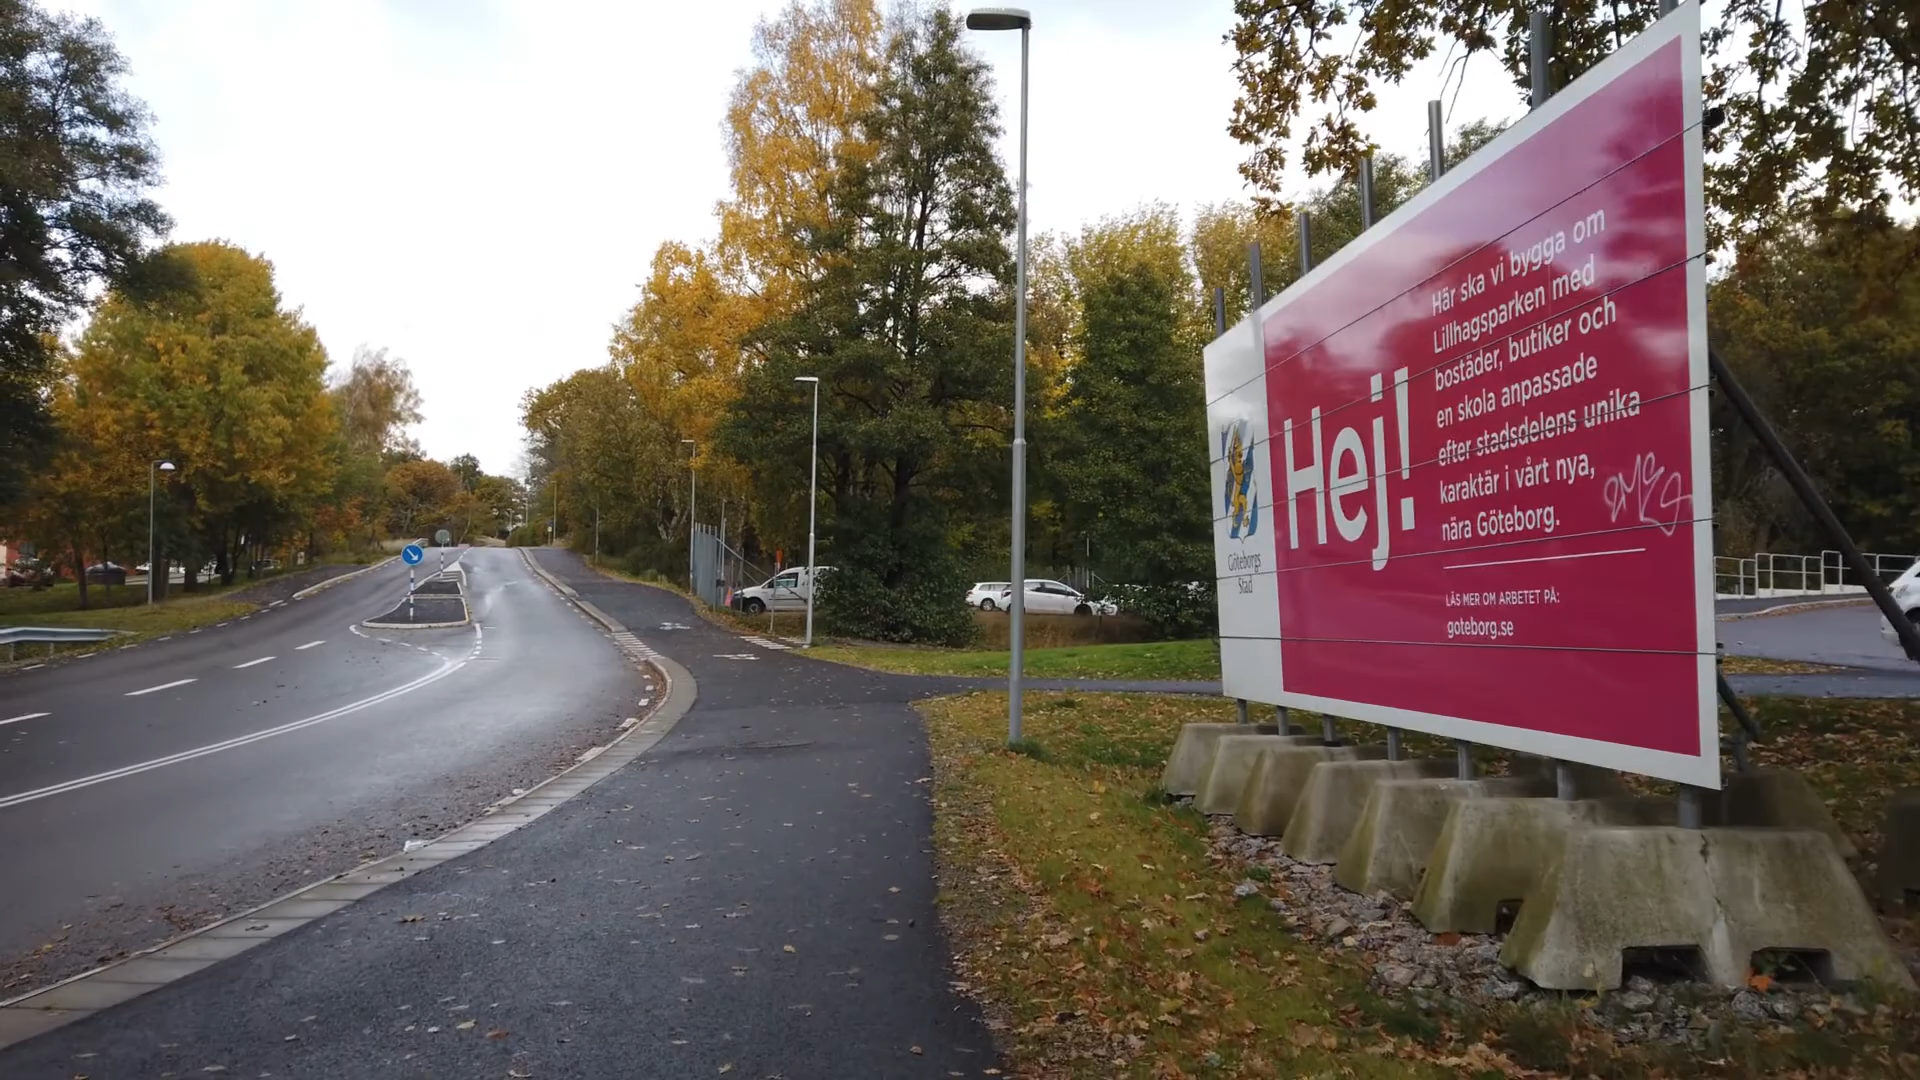 Göteborgs
Stad
Hej!
Här ska vi bygga om
Lillhagsparken med
bostäder, butiker och
en skola anpassade
efter stadsdelens unika
karaktär i vårt nya,
nära Göteborg.
LÄS MER OM ARBETET PÅ:
goteborg.se